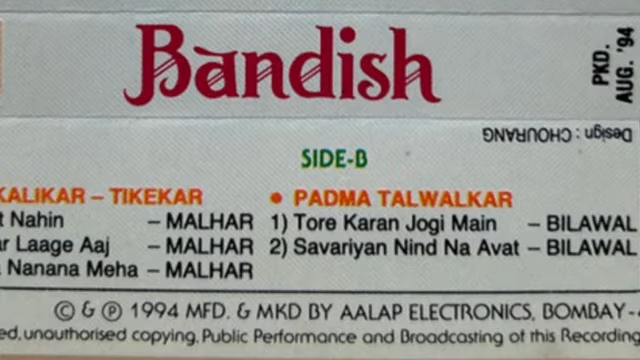 Bandish
PKD.
AUG. '94
Design : CHOURANG
SIDE-B
KALIKAR – TIKEKAR
Nahin – MALHAR
Laage Aaj – MALHAR
Nanana Meha – MALHAR
• PADMA TALWALKAR
1) Tore Karan Jogi Main – BILAWAL
2) Savariyan Nind Na Avat – BILAWAL
© & ℗ 1994 MFD. & MKD BY AALAP ELECTRONICS, BOMBAY-
unauthorised copying, Public Performance and Broadcasting of this Recording